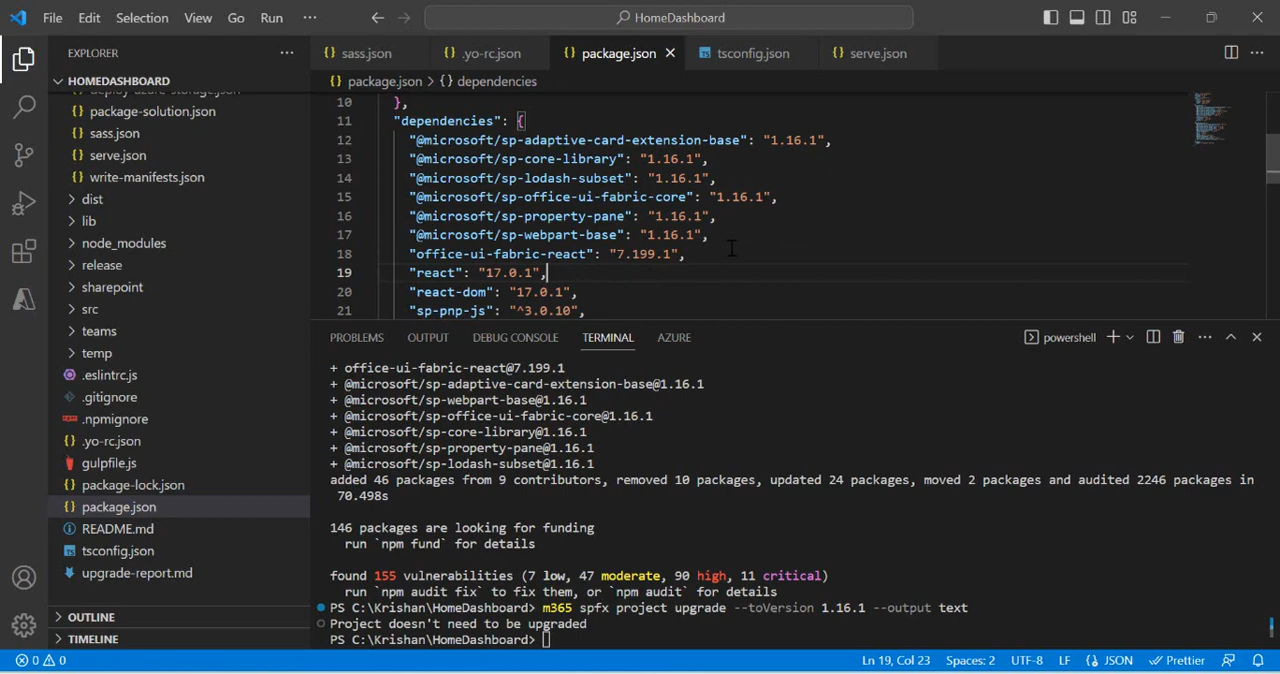 File Edit Selection View Go Run ··· HomeDashboard
EXPLORER ···
HOMEDASHBOARD
deploy-azure-storage.json
{} package-solution.json
{} sass.json
{} serve.json
{} write-manifests.json
dist
lib
node_modules
release
sharepoint
src
teams
temp
.eslintrc.js
.gitignore
.npmignore
{} .yo-rc.json
gulpfile.js
{} package-lock.json
{} package.json
README.md
TS tsconfig.json
upgrade-report.md
OUTLINE
TIMELINE
{} sass.json {} .yo-rc.json {} package.json TS tsconfig.json {} serve.json ···
{} package.json > {} dependencies
10 },
11 "dependencies": {
12 "@microsoft/sp-adaptive-card-extension-base": "1.16.1",
13 "@microsoft/sp-core-library": "1.16.1",
14 "@microsoft/sp-lodash-subset": "1.16.1",
15 "@microsoft/sp-office-ui-fabric-core": "1.16.1",
16 "@microsoft/sp-property-pane": "1.16.1",
17 "@microsoft/sp-webpart-base": "1.16.1",
18 "office-ui-fabric-react": "7.199.1",
19 "react": "17.0.1",
20 "react-dom": "17.0.1",
21 "sp-pnp-js": "^3.0.10",
PROBLEMS OUTPUT DEBUG CONSOLE TERMINAL AZURE powershell ···
+ office-ui-fabric-react@7.199.1
+ @microsoft/sp-adaptive-card-extension-base@1.16.1
+ @microsoft/sp-webpart-base@1.16.1
+ @microsoft/sp-office-ui-fabric-core@1.16.1
+ @microsoft/sp-core-library@1.16.1
+ @microsoft/sp-property-pane@1.16.1
+ @microsoft/sp-lodash-subset@1.16.1
added 46 packages from 9 contributors, removed 10 packages, updated 24 packages, moved 2 packages and audited 2246 packages in
70.498s
146 packages are looking for funding
run `npm fund` for details
found 155 vulnerabilities (7 low, 47 moderate, 90 high, 11 critical)
run `npm audit fix` to fix them, or `npm audit` for details
PS C:\Krishan\HomeDashboard> m365 spfx project upgrade --toVersion 1.16.1 --output text
Project doesn't need to be upgraded
PS C:\Krishan\HomeDashboard>
0 0 Ln 19, Col 23 Spaces: 2 UTF-8 LF {} JSON Prettier